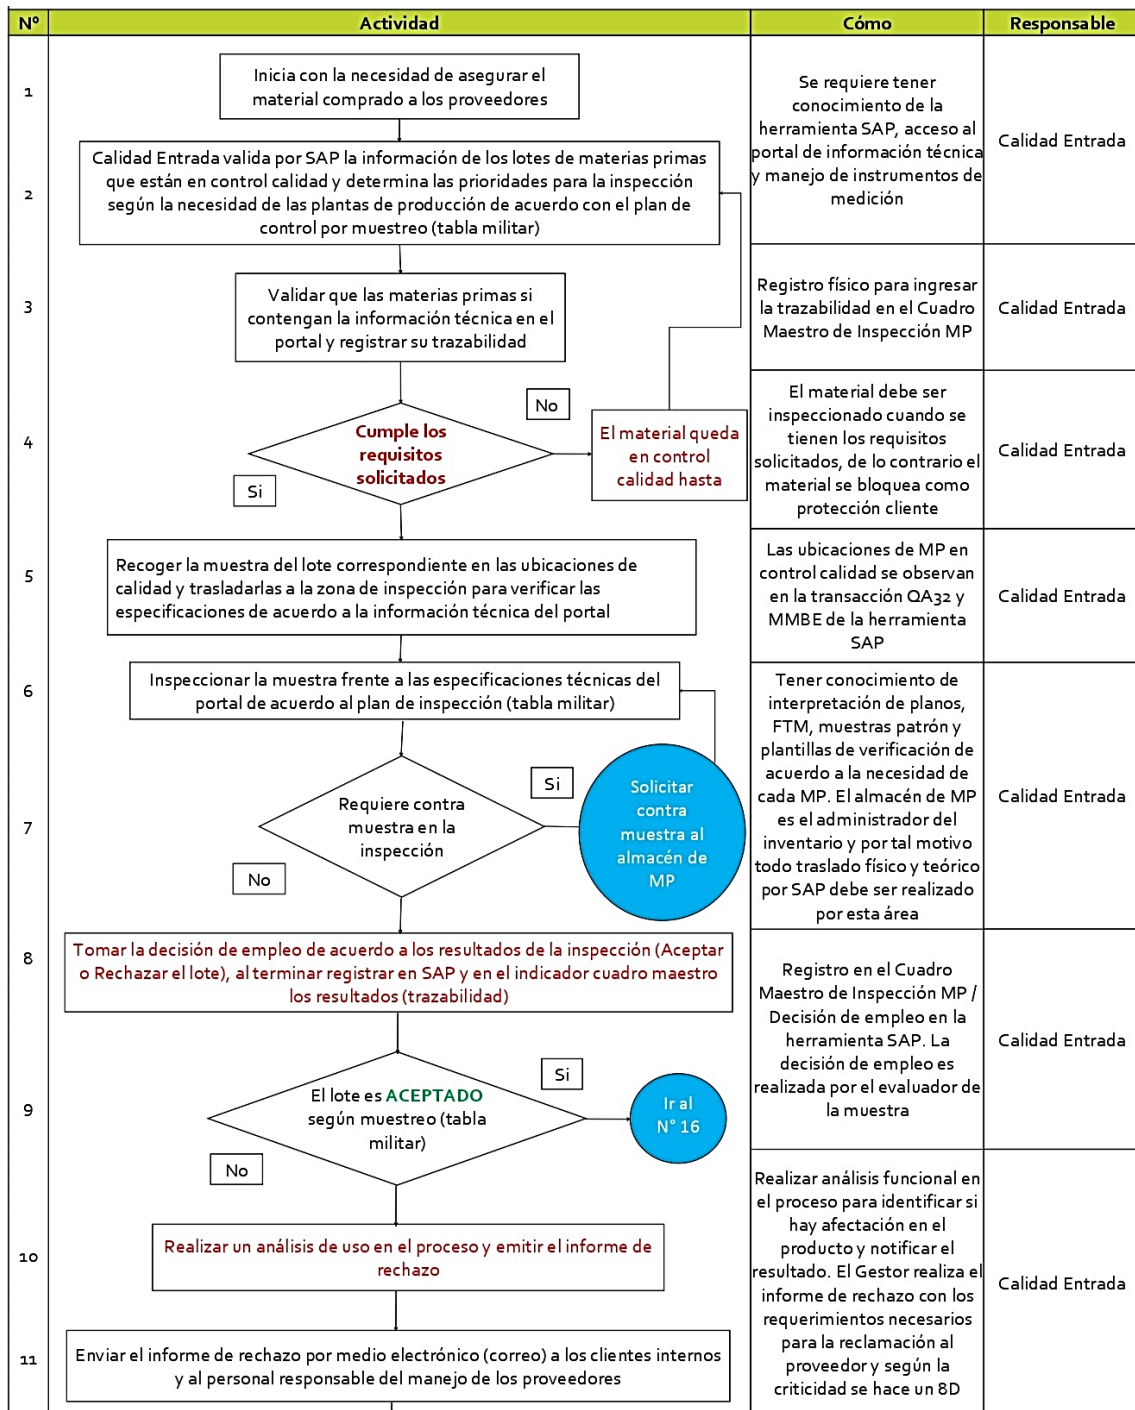 Nº
Actividad
Cómo
Responsable
1
Inicia con la necesidad de asegurar el
material comprado a los proveedores
2
Calidad Entrada valida por SAP la información de los lotes de materias primas
que están en control calidad y determina las prioridades para la inspección
según la necesidad de las plantas de producción de acuerdo con el plan de
control por muestreo (tabla militar)
Se requiere tener
conocimiento de la
herramienta SAP, acceso al
portal de información técnica
y manejo de instrumentos de
medición
Calidad Entrada
3
Validar que las materias primas si
contengan la información técnica en el
portal y registrar su trazabilidad
Registro físico para ingresar
la trazabilidad en el Cuadro
Maestro de Inspección MP
Calidad Entrada
4
Cumple los
requisitos
solicitados
No
El material queda
en control
calidad hasta
Si
El material debe ser
inspeccionado cuando se
tienen los requisitos
solicitados, de lo contrario el
material se bloquea como
protección cliente
Calidad Entrada
5
Recoger la muestra del lote correspondiente en las ubicaciones de
calidad y trasladarlas a la zona de inspección para verificar las
especificaciones de acuerdo a la información técnica del portal
Las ubicaciones de MP en
control calidad se observan
en la transacción QA32 y
MMBE de la herramienta
SAP
Calidad Entrada
6
Inspeccionar la muestra frente a las especificaciones técnicas del
portal de acuerdo al plan de inspección (tabla militar)
7
Requiere contra
muestra en la
inspección
Si
Solicitar
contra
muestra al
almacén de
MP
No
Tener conocimiento de
interpretación de planos,
FTM, muestras patrón y
plantillas de verificación de
acuerdo a la necesidad de
cada MP. El almacén de MP
es el administrador del
inventario y por tal motivo
todo traslado físico y teórico
por SAP debe ser realizado
por esta área
Calidad Entrada
8
Tomar la decisión de empleo de acuerdo a los resultados de la inspección (Aceptar
o Rechazar el lote), al terminar registrar en SAP y en el indicador cuadro maestro
los resultados (trazabilidad)
9
El lote es ACEPTADO
según muestreo (tabla
militar)
Si
Ir al
N° 16
No
Registro en el Cuadro
Maestro de Inspección MP /
Decisión de empleo en la
herramienta SAP. La
decisión de empleo es
realizada por el evaluador de
la muestra
Calidad Entrada
10
Realizar un análisis de uso en el proceso y emitir el informe de
rechazo
11
Enviar el informe de rechazo por medio electrónico (correo) a los clientes internos
y al personal responsable del manejo de los proveedores
Realizar análisis funcional en
el proceso para identificar si
hay afectación en el
producto y notificar el
resultado. El Gestor realiza el
informe de rechazo con los
requerimientos necesarios
para la reclamación al
proveedor y según la
criticidad se hace un 8D
Calidad Entrada